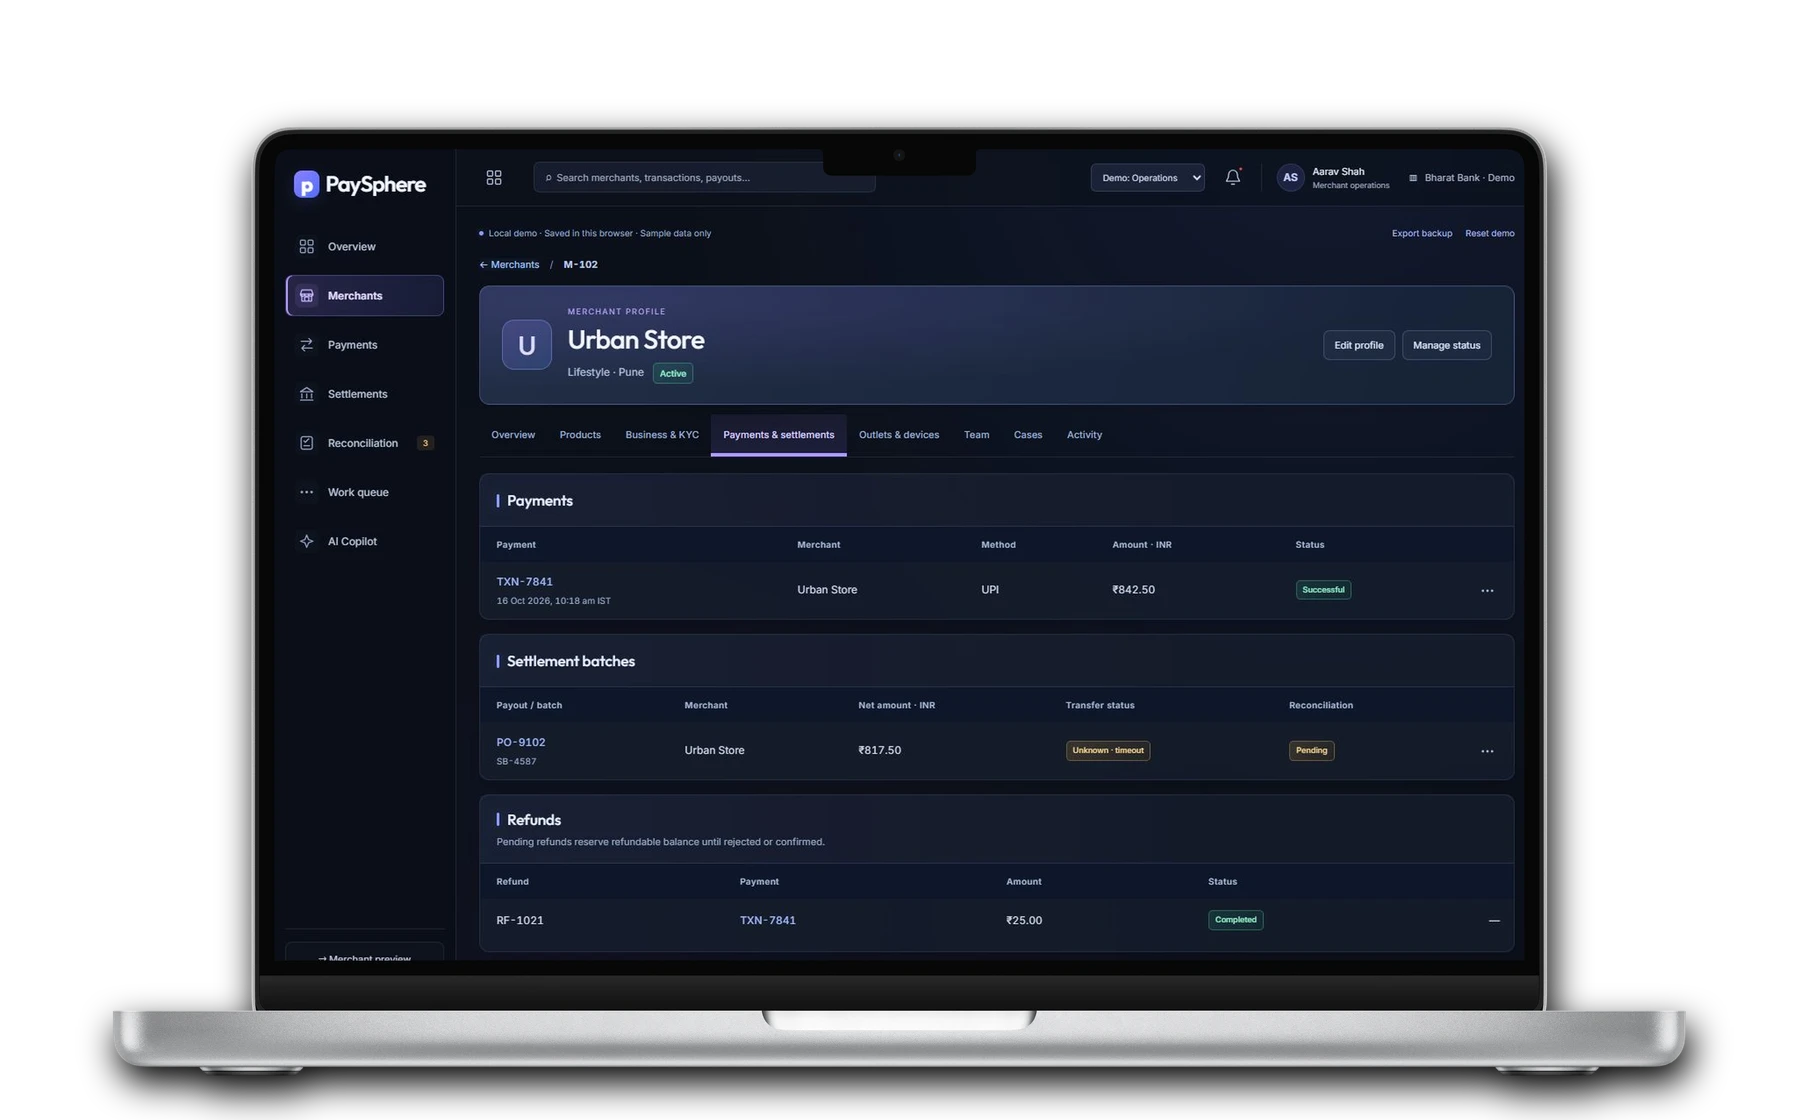 p PaySphere
Search merchants, transactions, payouts...
Demo: Operations
AS
Aarav Shah
Merchant operations
Bharat Bank · Demo
Overview
Merchants
Payments
Settlements
Reconciliation 3
Work queue
AI Copilot
→ Merchant preview
Local demo · Saved in this browser · Sample data only
Export backup Reset demo
← Merchants / M-102
U
MERCHANT PROFILE
Urban Store
Lifestyle · Pune Active
Edit profile Manage status
Overview Products Business & KYC Payments & settlements Outlets & devices Team Cases Activity
Payments
Payment Merchant Method Amount · INR Status
TXN-7841 Urban Store UPI ₹842.50 Successful ...
16 Oct 2026, 10:18 am IST
Settlement batches
Payout / batch Merchant Net amount · INR Transfer status Reconciliation
PO-9102 Urban Store ₹817.50 Unknown · timeout Pending ...
SB-4587
Refunds
Pending refunds reserve refundable balance until rejected or confirmed.
Refund Payment Amount Status
RF-1021 TXN-7841 ₹25.00 Completed —